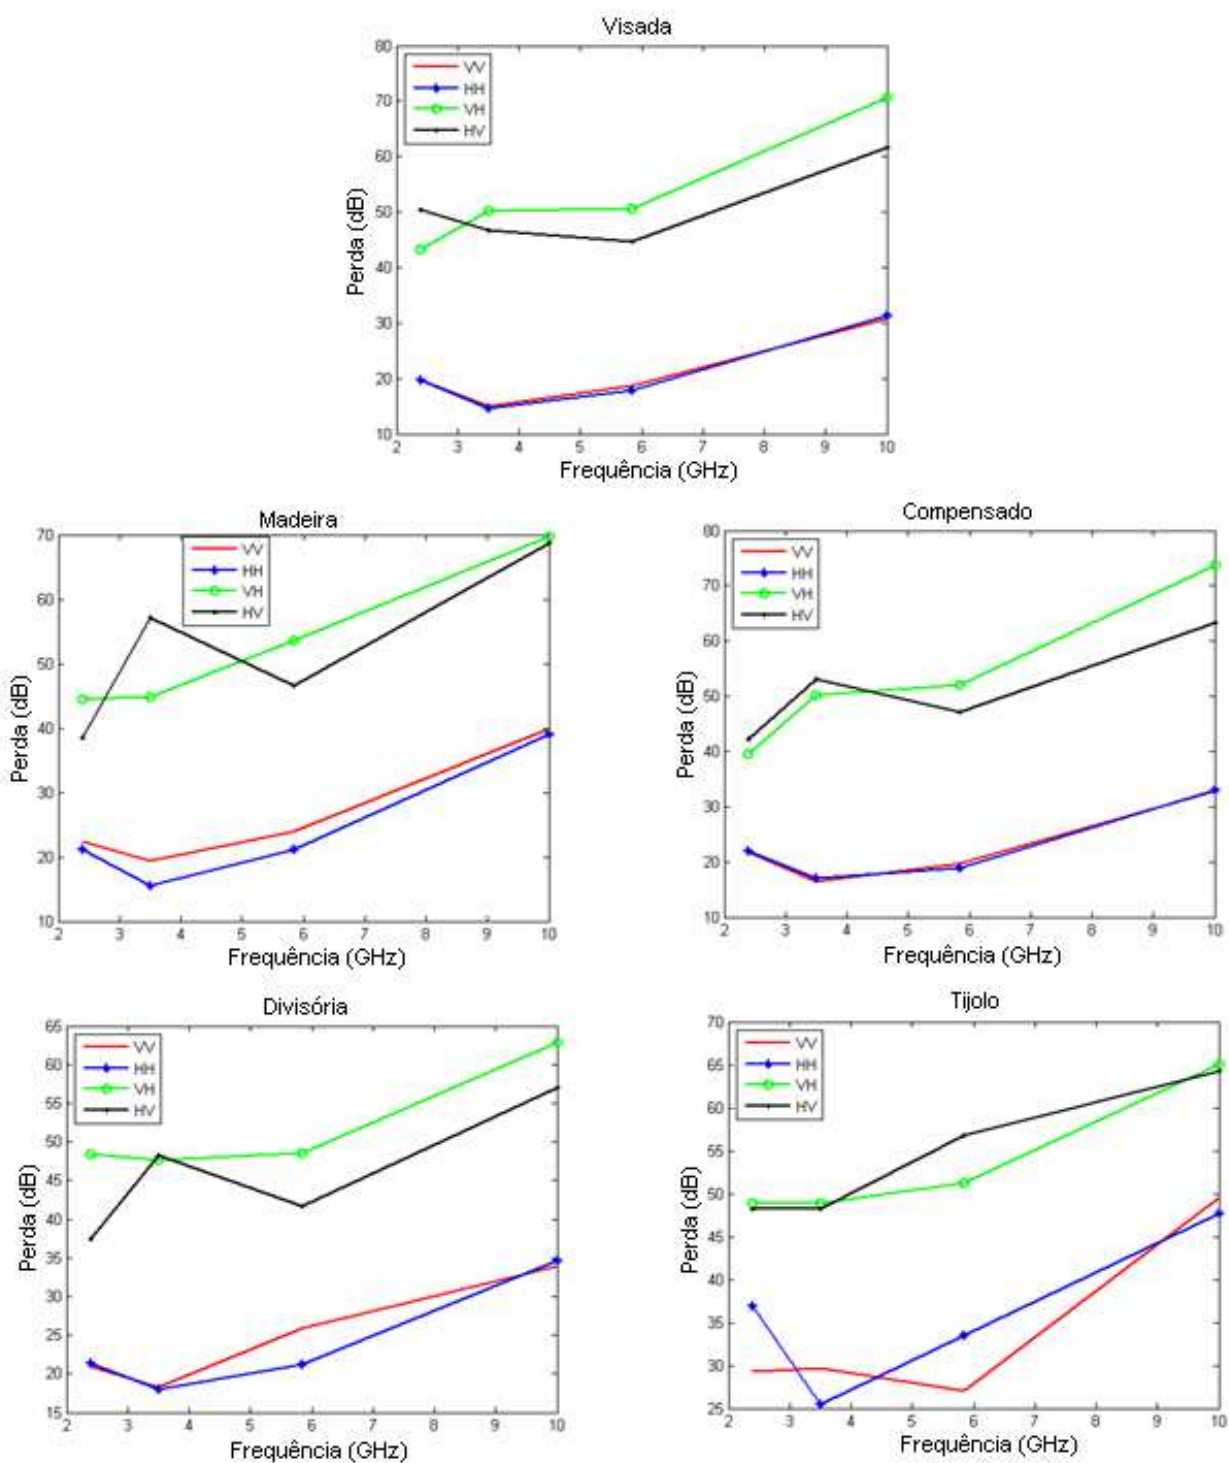 Visada
80
70
60
50
40
30
20
10
VV
HH
VH
HV
Perda (dB)
2 3 4 5 6 7 8 9 10
Frequência (GHz)
Madeira
70
60
50
40
30
20
10
VV
HH
VH
HV
Perda (dB)
2 3 4 5 6 7 8 9 10
Frequência (GHz)
Compensado
80
70
60
50
40
30
20
10
VV
HH
VH
HV
Perda (dB)
2 3 4 5 6 7 8 9 10
Frequência (GHz)
Divisória
65
60
55
50
45
40
35
30
25
20
15
VV
HH
VH
HV
Perda (dB)
2 3 4 5 6 7 8 9 10
Frequência (GHz)
Tijolo
70
65
60
55
50
45
40
35
30
25
VV
HH
VH
HV
Perda (dB)
2 3 4 5 6 7 8 9 10
Frequência (GHz)